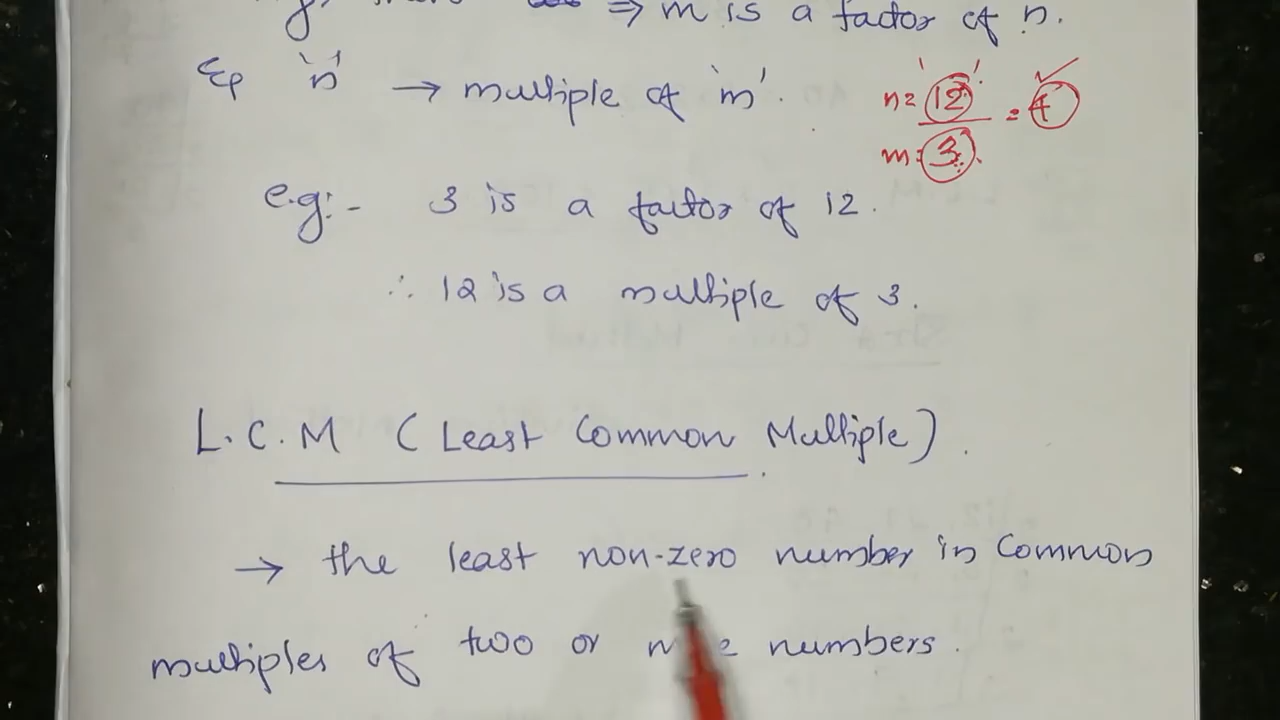 ⇒ m is a factor of n.
& 'n' → multiple of 'm'.
n = 12 = 4
m = 3
e.g:- 3 is a factor of 12.
∴ 12 is a multiple of 3.
L.C.M (Least Common Multiple).
→ the least non-zero number in Common
multiples of two or numbers.